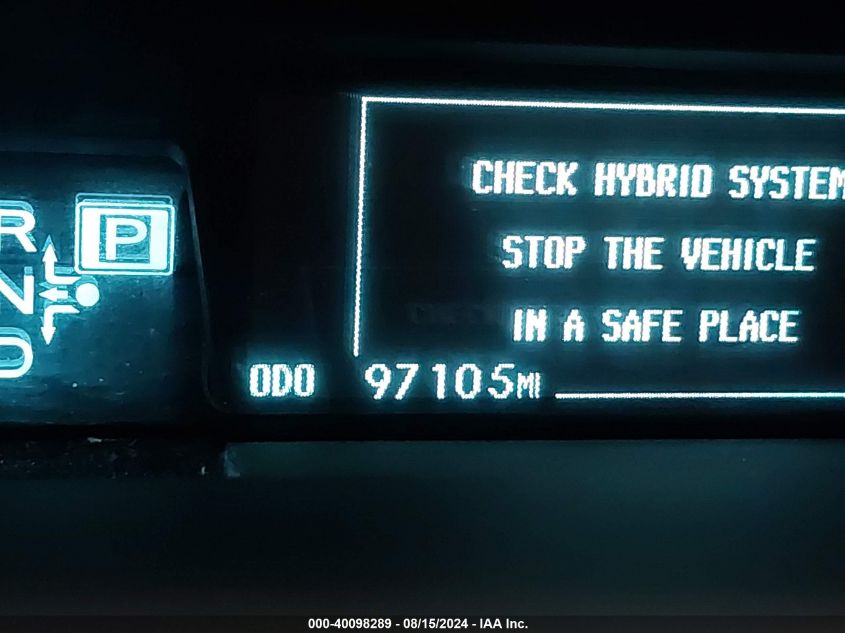 R
P
N
D
CHECK HYBRID SYSTEM
STOP THE VEHICLE
IN A SAFE PLACE
ODO 97105MI
000-40098289 - 08/15/2024 - IAA Inc.